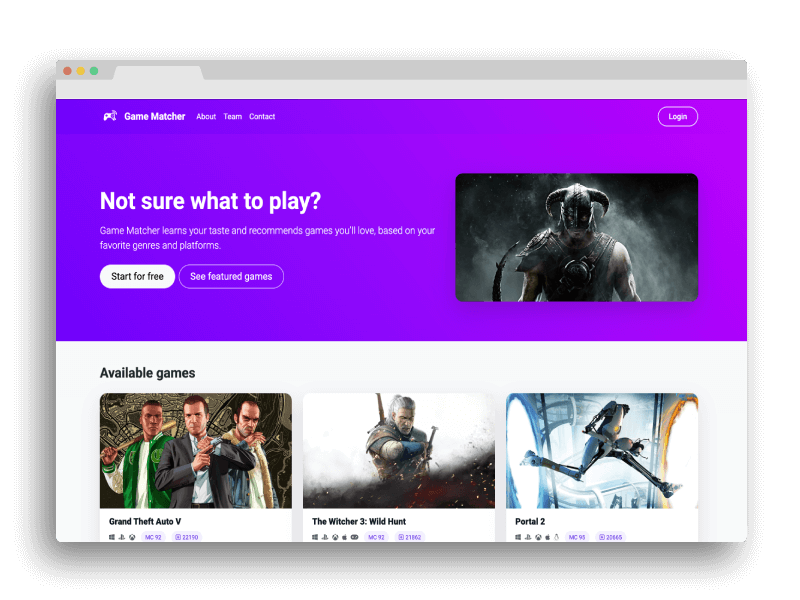 Game Matcher About Team Contact Login
Not sure what to play?
Game Matcher learns your taste and recommends games you'll love, based on your
favorite genres and platforms.
Start for free See featured games
Available games
Grand Theft Auto V
MC 92 22190
The Witcher 3: Wild Hunt
MC 92 21862
Portal 2
MC 95 20665